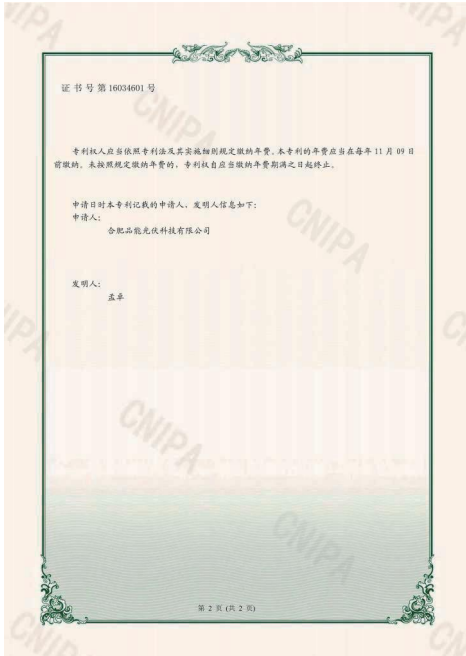 证书号第16034601号
专利权人应当依照专利法及其实施细则规定缴纳年费。本专利的年费应当在每年11月09日
前缴纳。未按照规定缴纳年费的，专利权自应当缴纳年费期满之日起终止。
申请日时本专利记载的申请人、发明人信息如下：
申请人：
合肥品能光伏科技有限公司
发明人：
孟卓
第 2 页 (共 2 页)
CNIPA
CNIPA
CNIPA
CNIPA